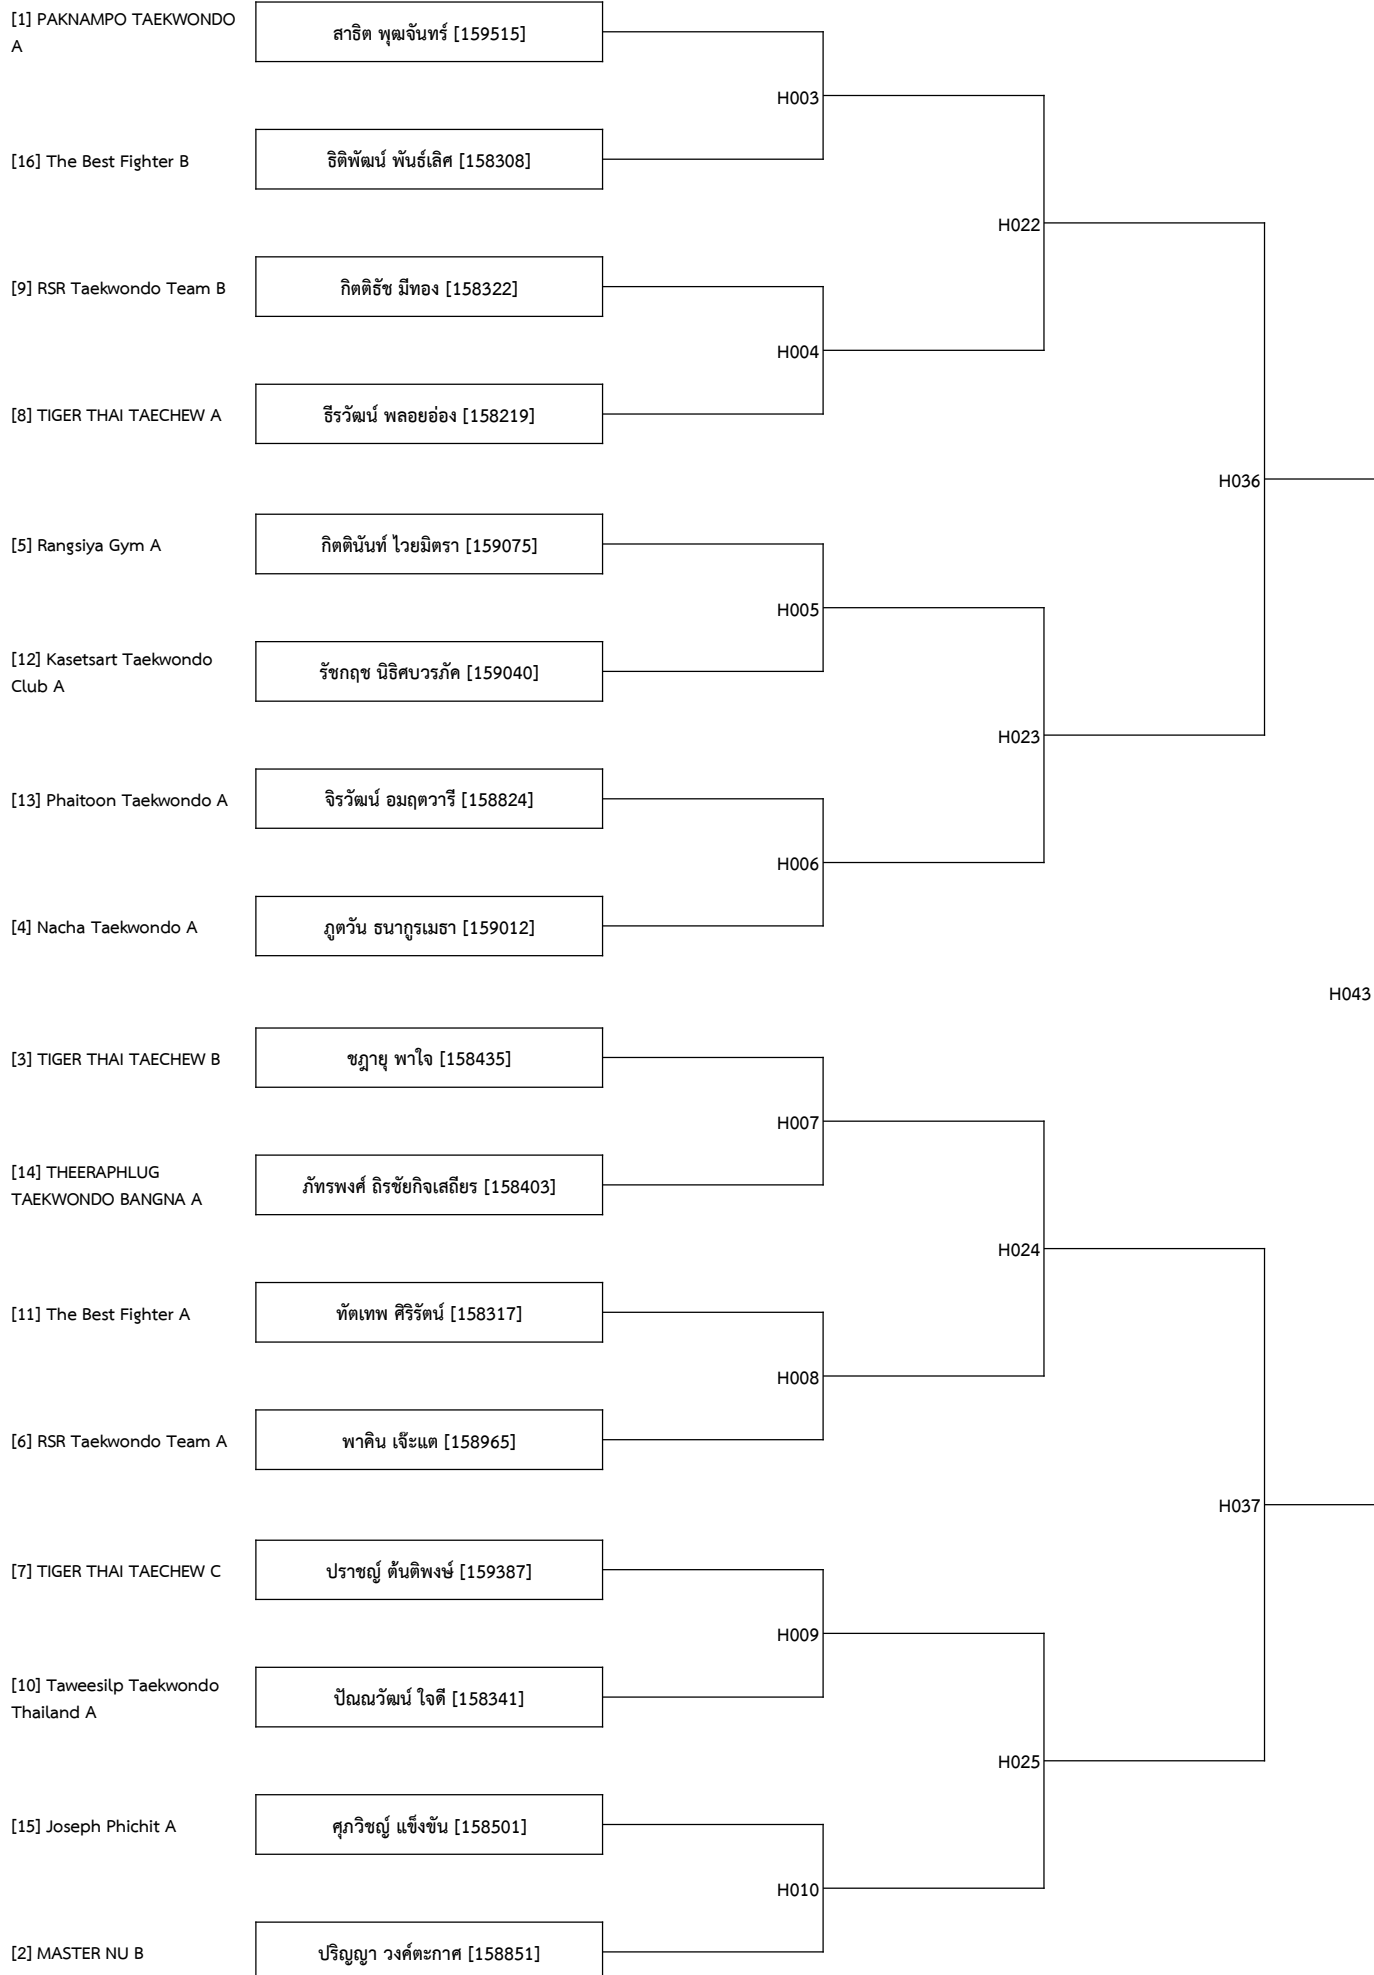 [1] PAKNAMPO TAEKWONDO
A
สาธิต พุฒจันทร์ [159515]
H003
[16] The Best Fighter B
ธิติพัฒน์ พันธ์เลิศ [158308]
H022
[9] RSR Taekwondo Team B
กิตติธัช มีทอง [158322]
H004
[8] TIGER THAI TAECHEW A
ธีรวัฒน์ พลอยอ่อง [158219]
H036
[5] Rangsiya Gym A
กิตตินันท์ ไวยมิตรา [159075]
H005
[12] Kasetsart Taekwondo
Club A
รัชกฤช นิธิศบวรภัค [159040]
H023
[13] Phaitoon Taekwondo A
จิรวัฒน์ อมฤตวารี [158824]
H006
[4] Nacha Taekwondo A
ภูตวัน ธนากูรเมธา [159012]
H043
[3] TIGER THAI TAECHEW B
ชฎายุ พาใจ [158435]
H007
[14] THEERAPHLUG
TAEKWONDO BANGNA A
ภัทรพงศ์ ถิรชัยกิจเสถียร [158403]
H024
[11] The Best Fighter A
ทัตเทพ ศิริรัตน์ [158317]
H008
[6] RSR Taekwondo Team A
พาคิน เจ๊ะแต [158965]
H037
[7] TIGER THAI TAECHEW C
ปราชญ์ ต้นติพงษ์ [159387]
H009
[10] Taweesilp Taekwondo
Thailand A
ปัณณวัฒน์ ใจดี [158341]
H025
[15] Joseph Phichit A
ศุภวิชญ์ แข็งขัน [158501]
H010
[2] MASTER NU B
ปริญญา วงค์ตะกาศ [158851]